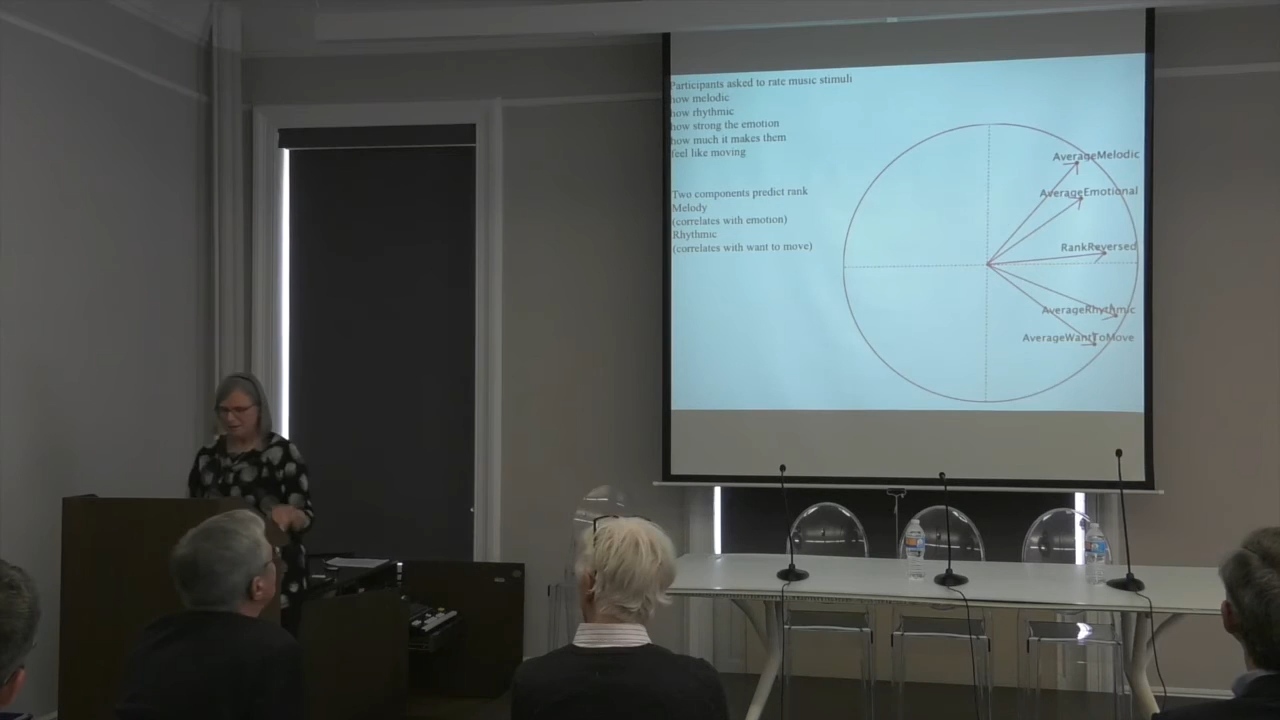 Participants asked to rate music stimuli
how melodic
how rhythmic
how strong the emotion
how much it makes them
feel like moving
Two components predict rank
Melody
(correlates with emotion)
Rhythmic
(correlates with want to move)
AverageMelodic
AverageEmotional
RankReversed
AverageRhythmic
AverageWantToMove